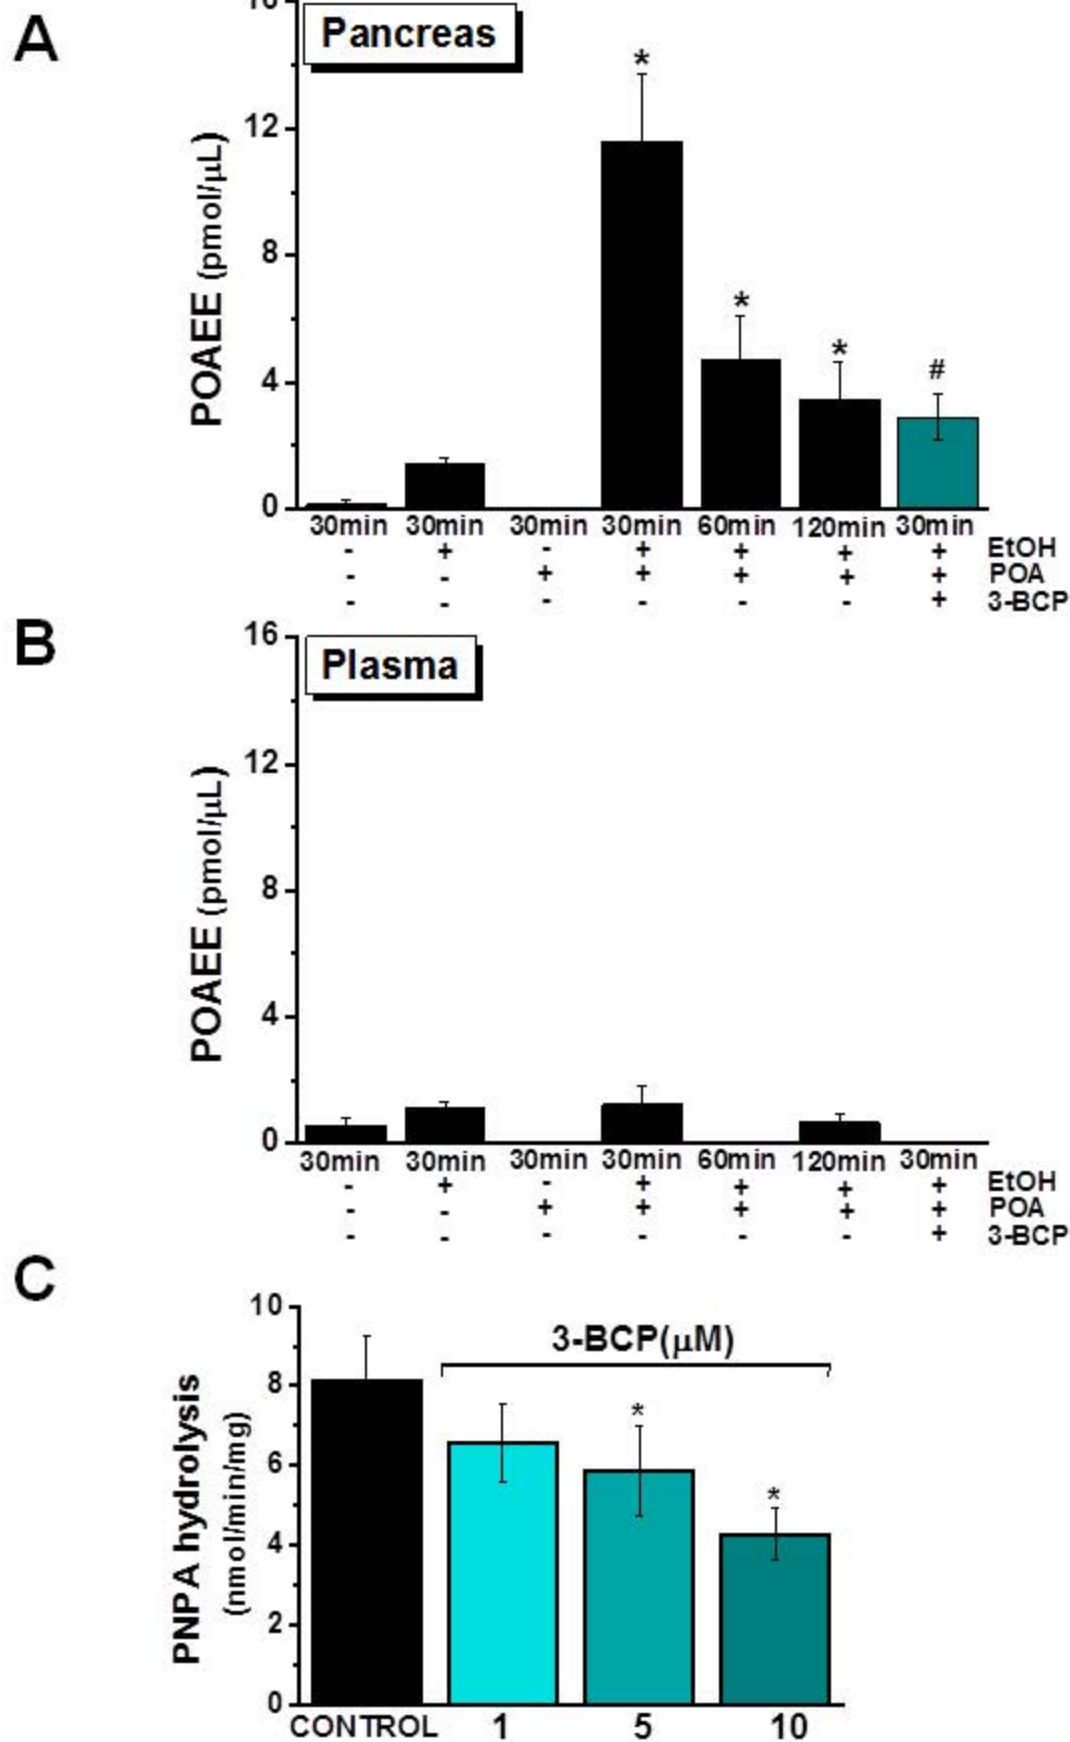 A
16
Pancreas
*
12
POAEE (pmol/µL)
8
*
*
#
4
0
30min 30min 30min 30min 60min 120min 30min
- + - + + + + EtOH
- - + + + + + POA
- - - - - - + 3-BCP
B
16
Plasma
12
POAEE (pmol/µL)
8
4
0
30min 30min 30min 30min 60min 120min 30min
- + - + + + + EtOH
- - + + + + + POA
- - - - - - + 3-BCP
C
10
3-BCP(µM)
8
*
PNPA hydrolysis
(nmol/min/mg)
6
*
4
2
0
CONTROL 1 5 10